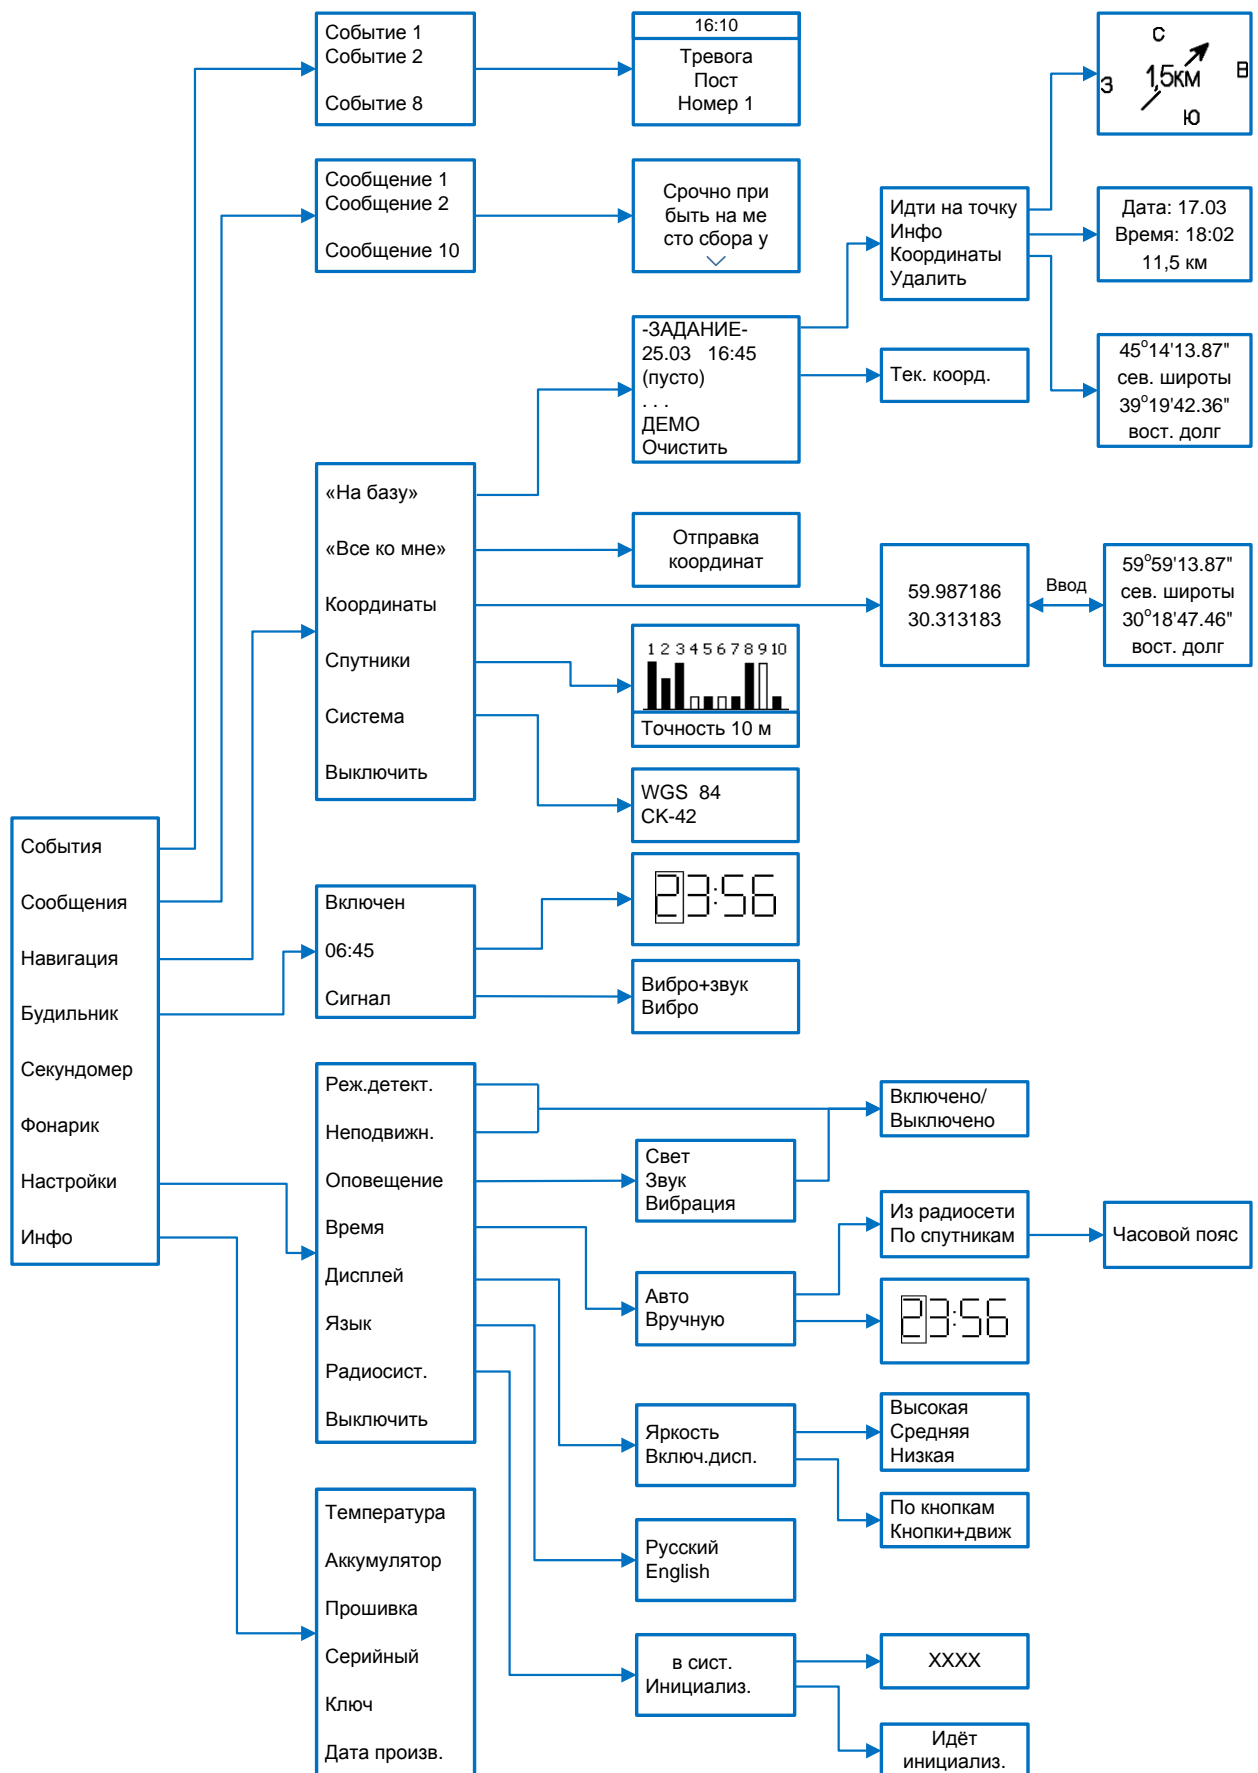 Событие 1
Событие 2
Событие 8
16:10
Тревога
Пост
Номер 1
С
1,5км
З
В
Ю
Сообщение 1
Сообщение 2
Сообщение 10
Срочно при
быть на ме
сто сбора у
Идти на точку
Инфо
Координаты
Удалить
Дата: 17.03
Время: 18:02
11,5 км
-ЗАДАНИЕ-
25.03 16:45
(пусто)
. . .
ДЕМО
Очистить
Тек. коорд.
45°14'13.87"
сев. широты
39°19'42.36"
вост. долг
«На базу»
«Все ко мне»
Координаты
Спутники
Система
Выключить
Отправка
координат
59.987186
30.313183
Ввод
59°59'13.87"
сев. широты
30°18'47.46"
вост. долг
1 2 3 4 5 6 7 8 9 10
Точность 10 м
WGS 84
СК-42
События
Сообщения
Навигация
Будильник
Секундомер
Фонарик
Настройки
Инфо
Включен
06:45
Сигнал
23:56
Вибро+звук
Вибро
Реж.детект.
Неподвижн.
Оповещение
Время
Дисплей
Язык
Радиосист.
Выключить
Включено/
Выключено
Свет
Звук
Вибрация
Из радиосети
По спутникам
Часовой пояс
Авто
Вручную
23:56
Яркость
Включ.дисп.
Высокая
Средняя
Низкая
По кнопкам
Кнопки+движ
Русский
English
в сист.
Инициализ.
XXXX
Идёт
инициализ.
Температура
Аккумулятор
Прошивка
Серийный
Ключ
Дата произв.